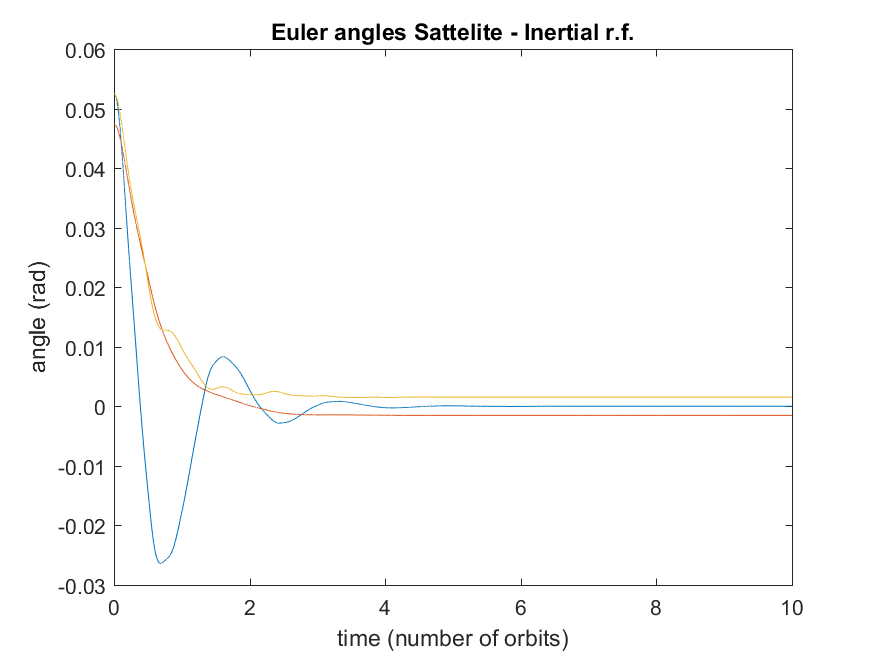 Euler angles Sattelite - Inertial r.f.
0.06
0.05
0.04
0.03
0.02
0.01
0
-0.01
-0.02
-0.03
angle (rad)
0 2 4 6 8 10
time (number of orbits)